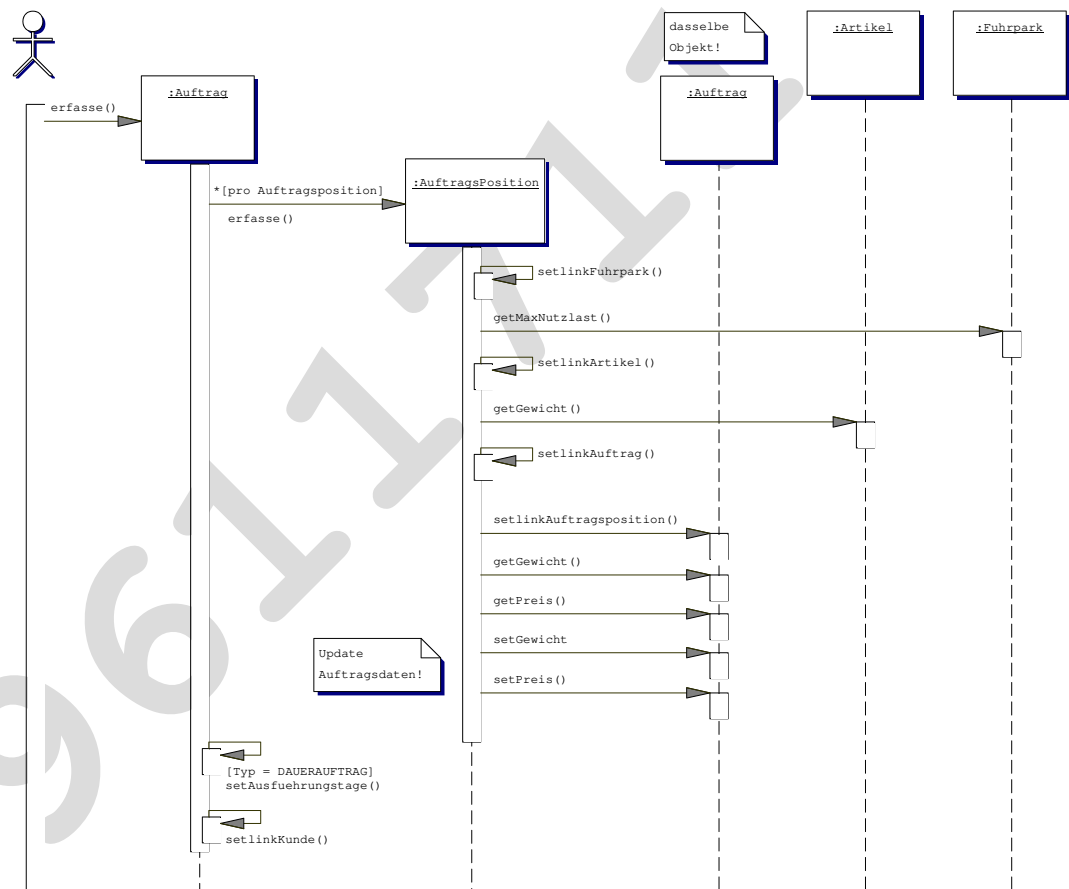 dasselbe
Objekt!
:Artikel
:Fuhrpark
:Auftrag
:Auftrag
erfasse()
:AuftragsPosition
*[pro Auftragsposition]
erfasse()
setlinkFuhrpark()
getMaxNutzlast()
setlinkArtikel()
getGewicht()
setlinkAuftrag()
setlinkAuftragsposition()
getGewicht()
getPreis()
setGewicht
Update
Auftragsdaten!
setPreis()
[Typ = DAUERAUFTRAG]
setAusfuehrungstage()
setlinkKunde()